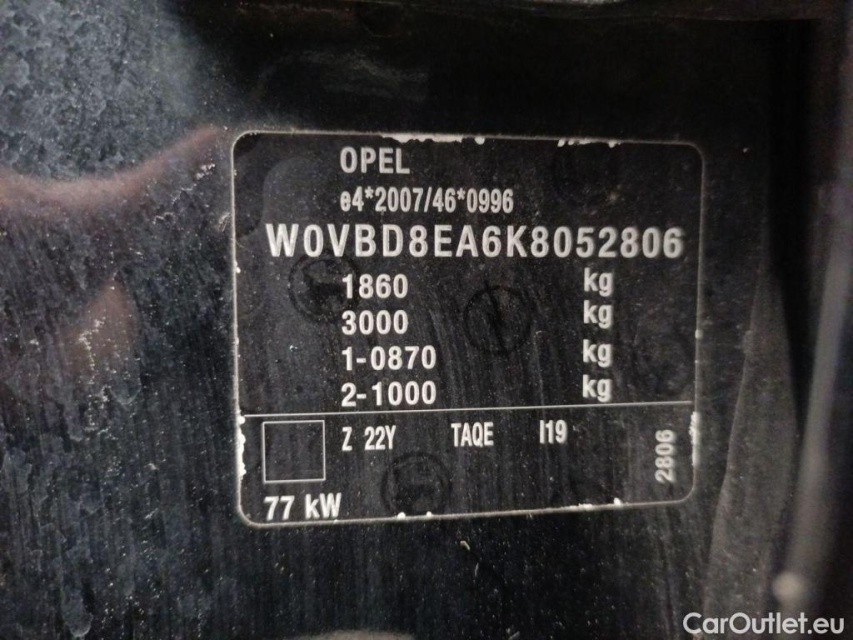 OPEL
e4*2007/46*0996
W0VBD8EA6K8052806
1860 kg
3000 kg
1-0870 kg
2-1000 kg
Z 22Y TAQE I19
2806
77 kW
CarOutlet.eu